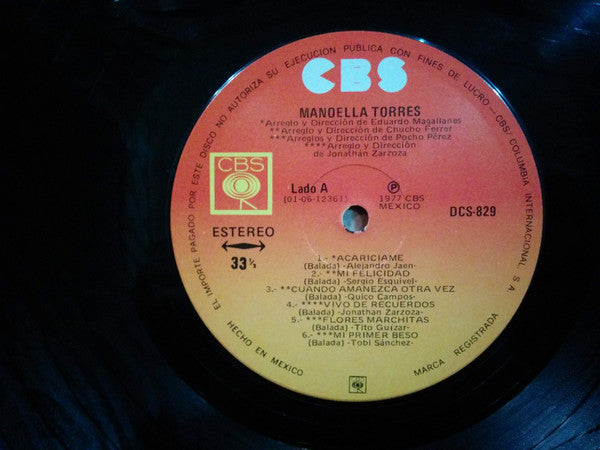 EL IMPORTE PAGADO POR ESTE DISCO NO AUTORIZA SU EJECUCION PUBLICA CON FINES DE LUCRO—CBS/COLUMBIA INTERNACIONAL S.A.
CBS
MANOELLA TORRES
*Arreglo y Dirección de Eduardo Magallanes
**Arreglo y Dirección de Chucho Ferrer
***Arreglos y Dirección de Pocho Pérez
****Arreglo y Dirección
de Jonathan Zarzoza
CBS
Lado A
(01-06-12361)
P
1977 CBS
MEXICO
DCS-829
ESTEREO
33 ⅓
1.- *ACARICIAME
(Balada) -Alejandro Jaen-
2.- **MI FELICIDAD
(Balada) -Sergio Esquivel-
3.- **CUANDO AMANEZCA OTRA VEZ
(Balada) -Quico Campos-
4.- ****VIVO DE RECUERDOS
(Balada) -Jonathan Zarzoza-
5.- ***FLORES MARCHITAS
(Balada) -Tito Guizar-
6.- **MI PRIMER BESO
(Balada) -Tobi Sánchez-
HECHO EN MEXICO
MARCA REGISTRADA